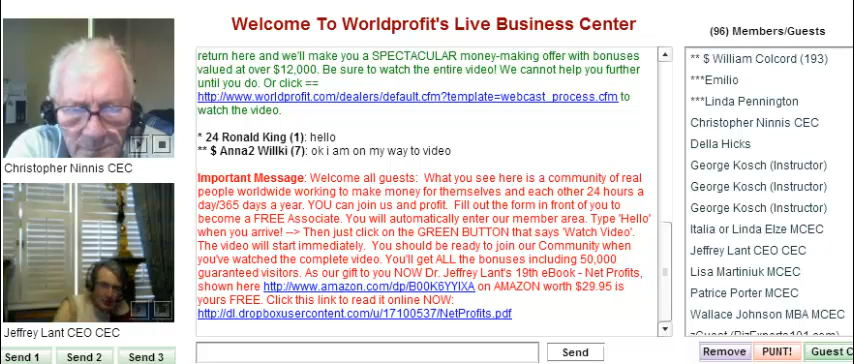 Welcome To Worldprofit's Live Business Center
(96) Members/Guests
return here and we'll make you a SPECTACULAR money-making offer with bonuses
valued at over $12,000. Be sure to watch the entire video! We cannot help you further
until you do. Or click ==
http://www.worldprofit.com/dealers/default.cfm?template=webcast_process.cfm to
watch the video.
* 24 Ronald King (1): hello
** $ Anna2 Willki (7): ok i am on my way to video
Important Message: Welcome all guests: What you see here is a community of real
people worldwide working to make money for themselves and each other 24 hours a
day/365 days a year. YOU can join us and profit. Fill out the form in front of you to
become a FREE Associate. You will automatically enter our member area. Type 'Hello'
when you arrive! --> Then just click on the GREEN BUTTON that says 'Watch Video'.
The video will start immediately. You should be ready to join our Community when
you've watched the complete video. You'll get ALL the bonuses including 50,000
guaranteed visitors. As our gift to you NOW Dr. Jeffrey Lant's 19th eBook - Net Profits,
shown here http://www.amazon.com/dp/B00K6YYIXA on AMAZON worth $29.95 is
yours FREE. Click this link to read it online NOW:
http://dl.dropboxusercontent.com/u/17100537/NetProfits.pdf
** $ William Colcord (193)
***Emilio
***Linda Pennington
Christopher Ninnis CEC
Della Hicks
George Kosch (Instructor)
George Kosch (Instructor)
George Kosch (Instructor)
Italia or Linda Elze MCEC
Jeffrey Lant CEO CEC
Lisa Martiniuk MCEC
Patrice Porter MCEC
Wallace Johnson MBA MCEC
Christopher Ninnis CEC
Jeffrey Lant CEO CEC
Send 1
Send 2
Send 3
Send
Remove
PUNT!
Guest C